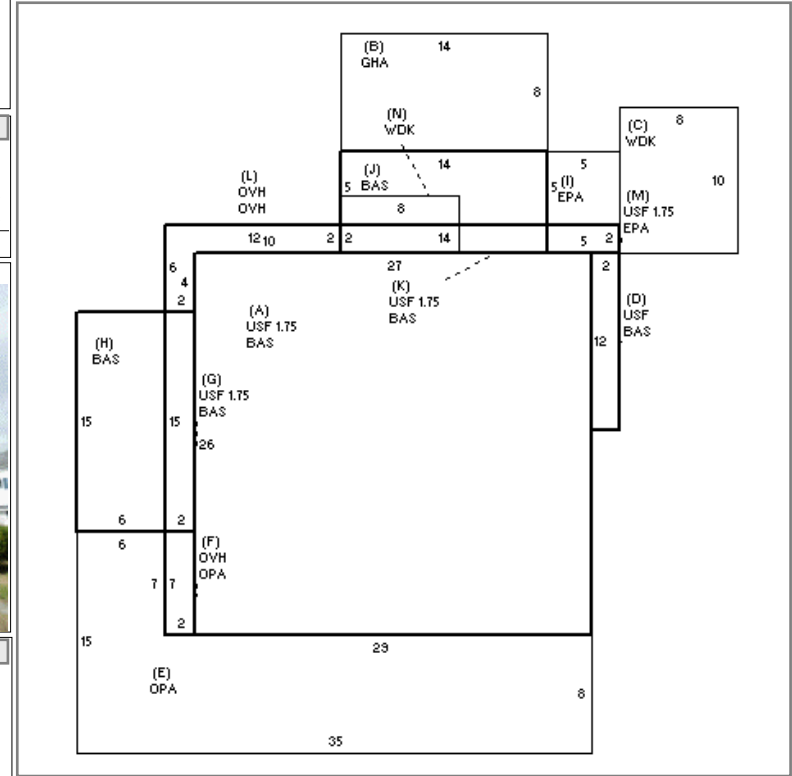 (B) 14
GHA
8
(N)
WDK
(C) 8
WDK
10
(L)
OVH
OVH
14
5
(J)
BAS
5 (I)
EPA
5
8
(M)
USF 1.75
EPA
12 10 2 2 14 5 2
6
4
2
27
2
(K)
USF 1.75
BAS
(A)
USF 1.75
BAS
(D)
USF
BAS
12
(H)
BAS
(G)
USF 1.75
BAS
15 15
26
6 2
6
(F)
OVH
OPA
7 7
2
15
29
(E)
OPA
8
35